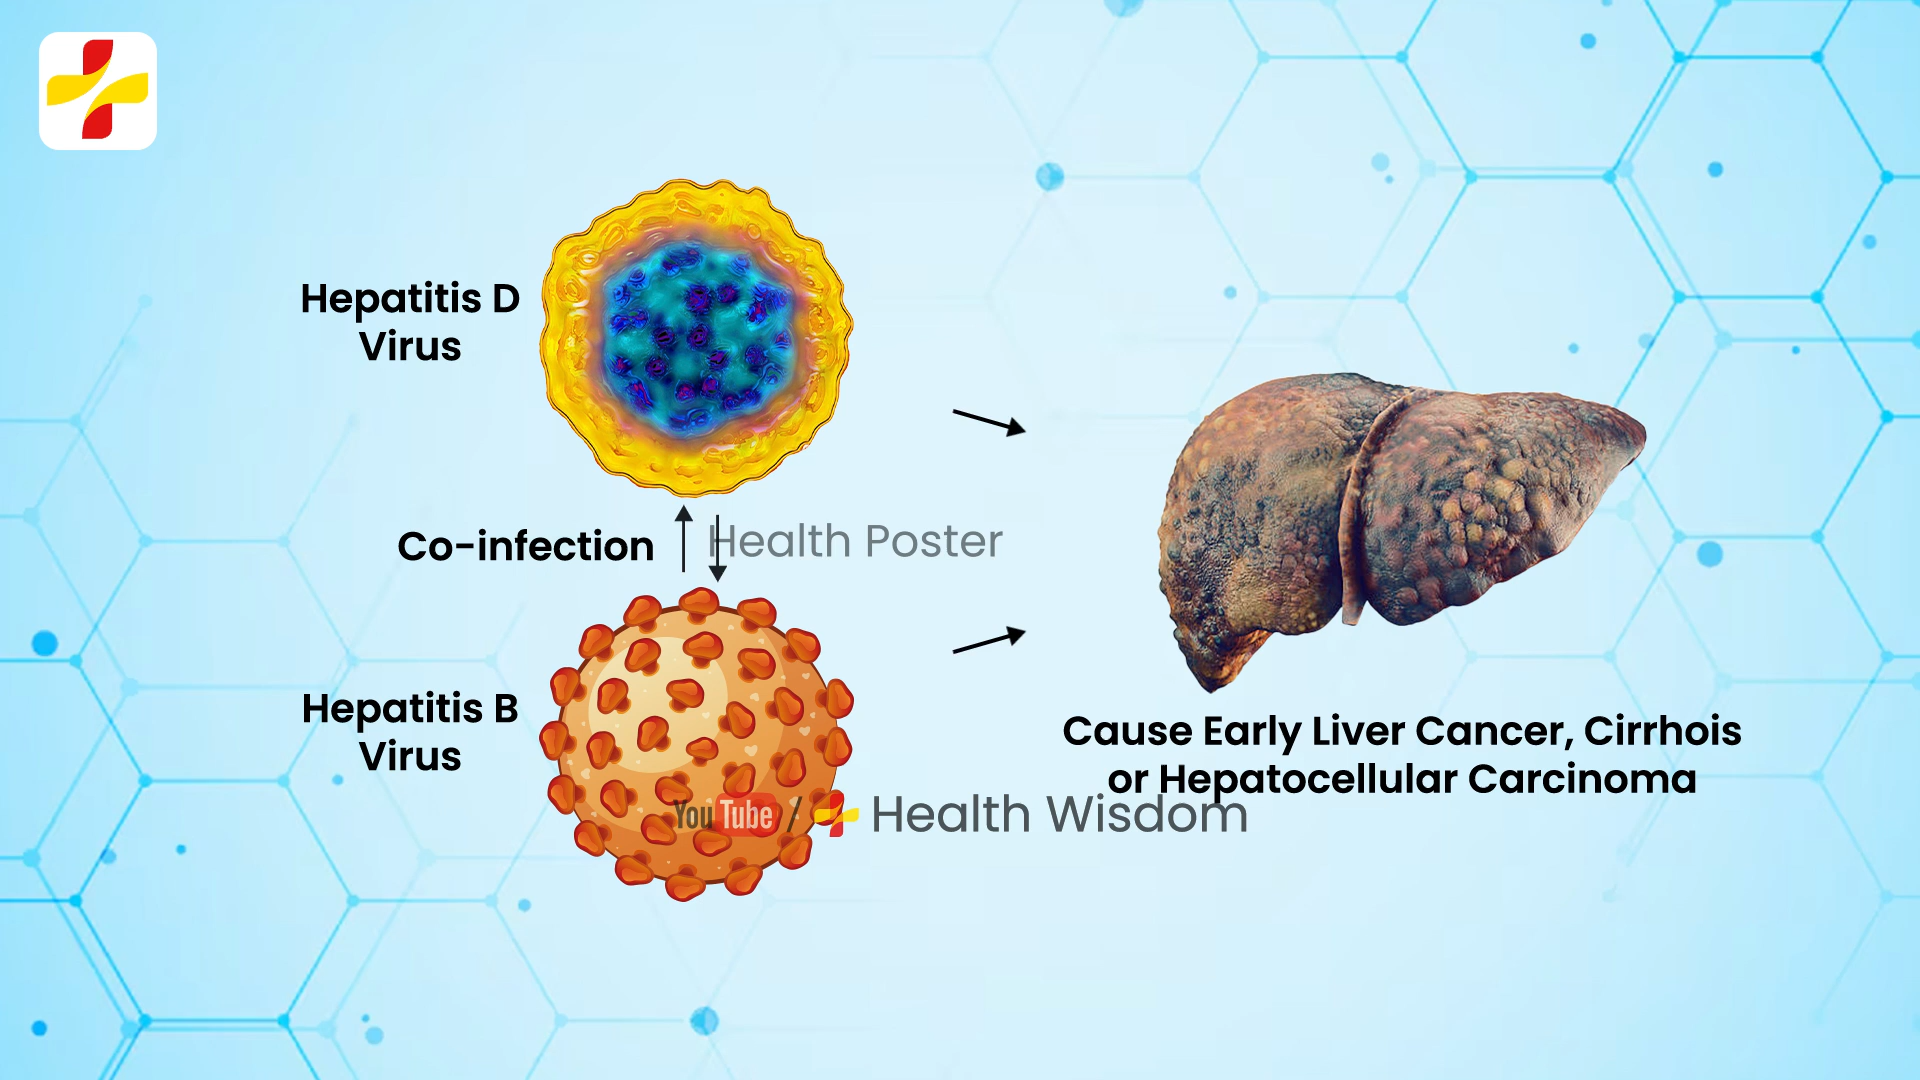 Hepatitis D
Virus
Co-infection
Health Poster
Hepatitis B
Virus
Cause Early Liver Cancer, Cirrhois
or Hepatocellular Carcinoma
YouTube / Health Wisdom